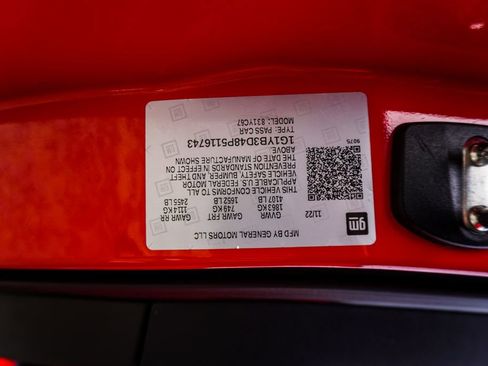 MFD BY GENERAL MOTORS LLC
gm
11/22
GVWR GAWR FRT GAWR RR
1863 KG 749 KG 1114 KG
4107 LB 1652 LB 2455 LB
THIS VEHICLE CONFORMS TO ALL
APPLICABLE U.S. FEDERAL MOTOR
VEHICLE SAFETY, BUMPER, AND THEFT
PREVENTION STANDARDS IN EFFECT ON
THE DATE OF MANUFACTURE SHOWN
ABOVE.
1G1YB3D48P5116743
TYPE: PASS CAR
MODEL: 831YC67
9075